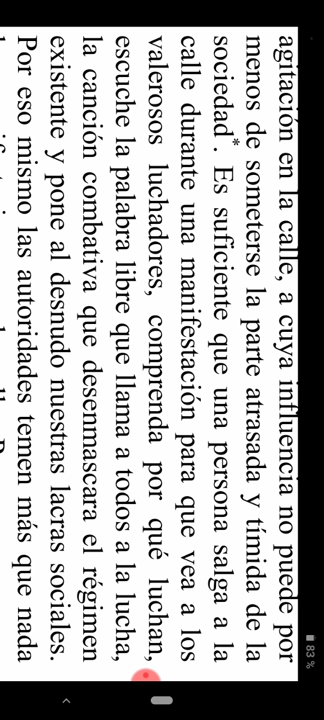 agitación en la calle, a cuya influencia no puede por
menos de someterse la parte atrasada y tímida de la
sociedad*. Es suficiente que una persona salga a la
calle durante una manifestación para que vea a los
valerosos luchadores, comprenda por qué luchan,
escuche la palabra libre que llama a todos a la lucha,
la canción combativa que desenmascara el régimen
existente y pone al desnudo nuestras lacras sociales.
Por eso mismo las autoridades temen más que nada
83 %